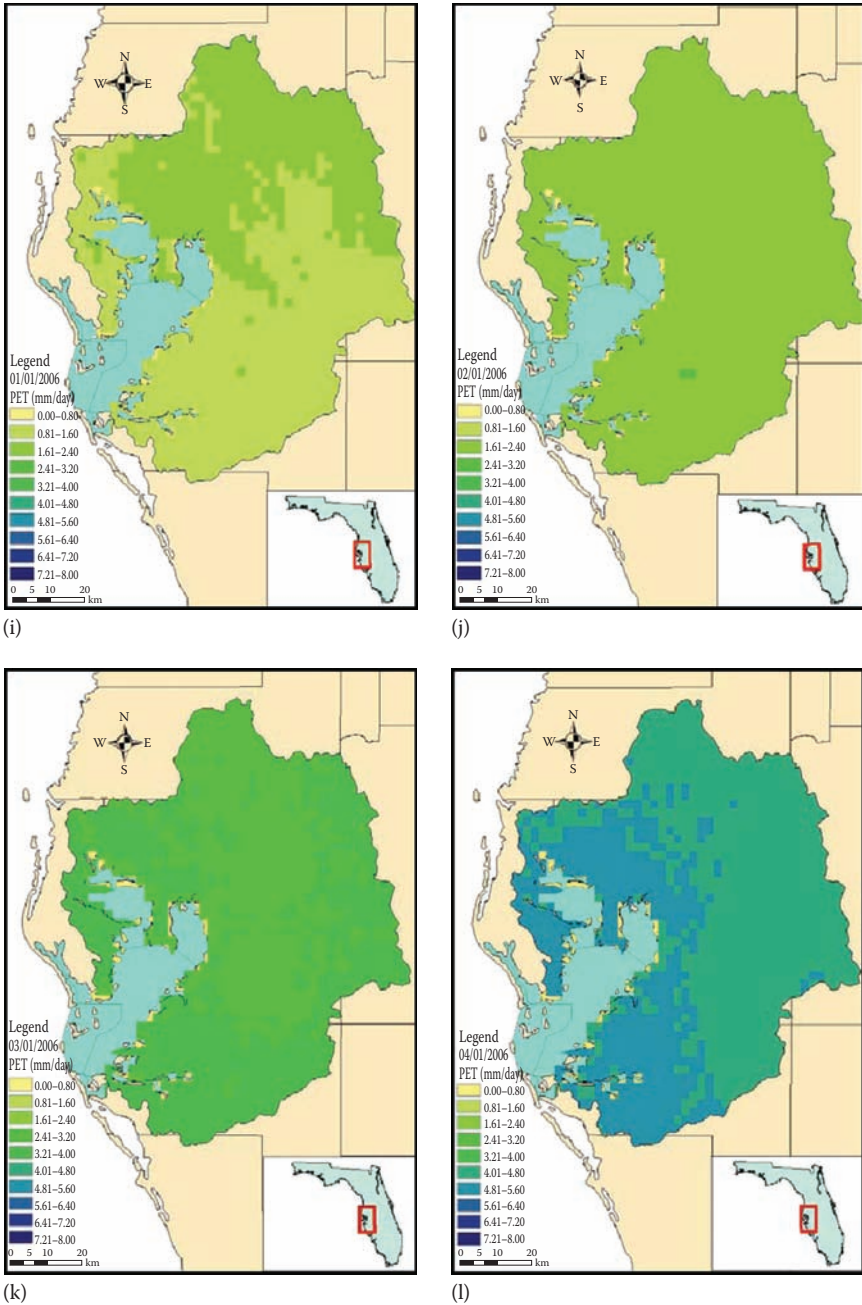 N
W E
S
Legend
01/01/2006
PET (mm/day)
0.00–0.80
0.81–1.60
1.61–2.40
2.41–3.20
3.21–4.00
4.01–4.80
4.81–5.60
5.61–6.40
6.41–7.20
7.21–8.00
0 5 10 20
km
(i)
N
W E
S
Legend
02/01/2006
PET (mm/day)
0.00–0.80
0.81–1.60
1.61–2.40
2.41–3.20
3.21–4.00
4.01–4.80
4.81–5.60
5.61–6.40
6.41–7.20
7.21–8.00
0 5 10 20
km
(j)
N
W E
S
Legend
03/01/2006
PET (mm/day)
0.00–0.80
0.81–1.60
1.61–2.40
2.41–3.20
3.21–4.00
4.01–4.80
4.81–5.60
5.61–6.40
6.41–7.20
7.21–8.00
0 5 10 20
km
(k)
N
W E
S
Legend
04/01/2006
PET (mm/day)
0.00–0.80
0.81–1.60
1.61–2.40
2.41–3.20
3.21–4.00
4.01–4.80
4.81–5.60
5.61–6.40
6.41–7.20
7.21–8.00
0 5 10 20
km
(l)